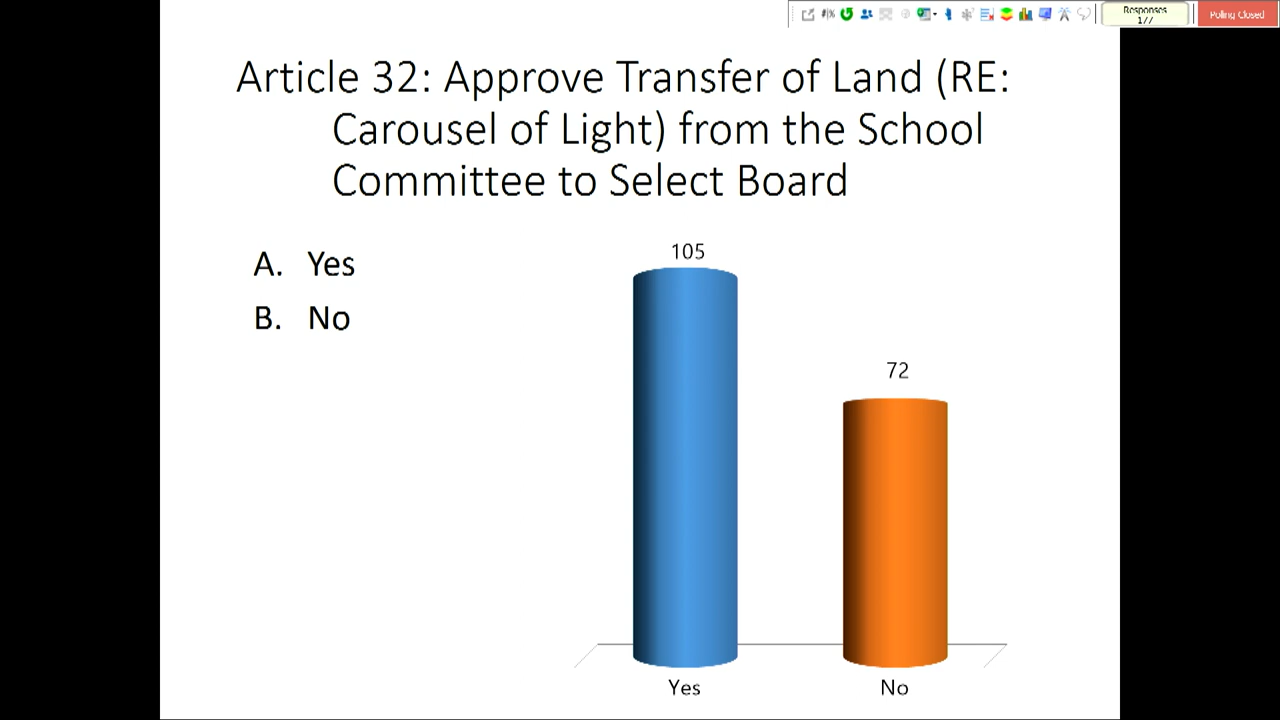 Responses
177
Polling Closed
Article 32: Approve Transfer of Land (RE:
Carousel of Light) from the School
Committee to Select Board
A. Yes
B. No
105
72
Yes
No